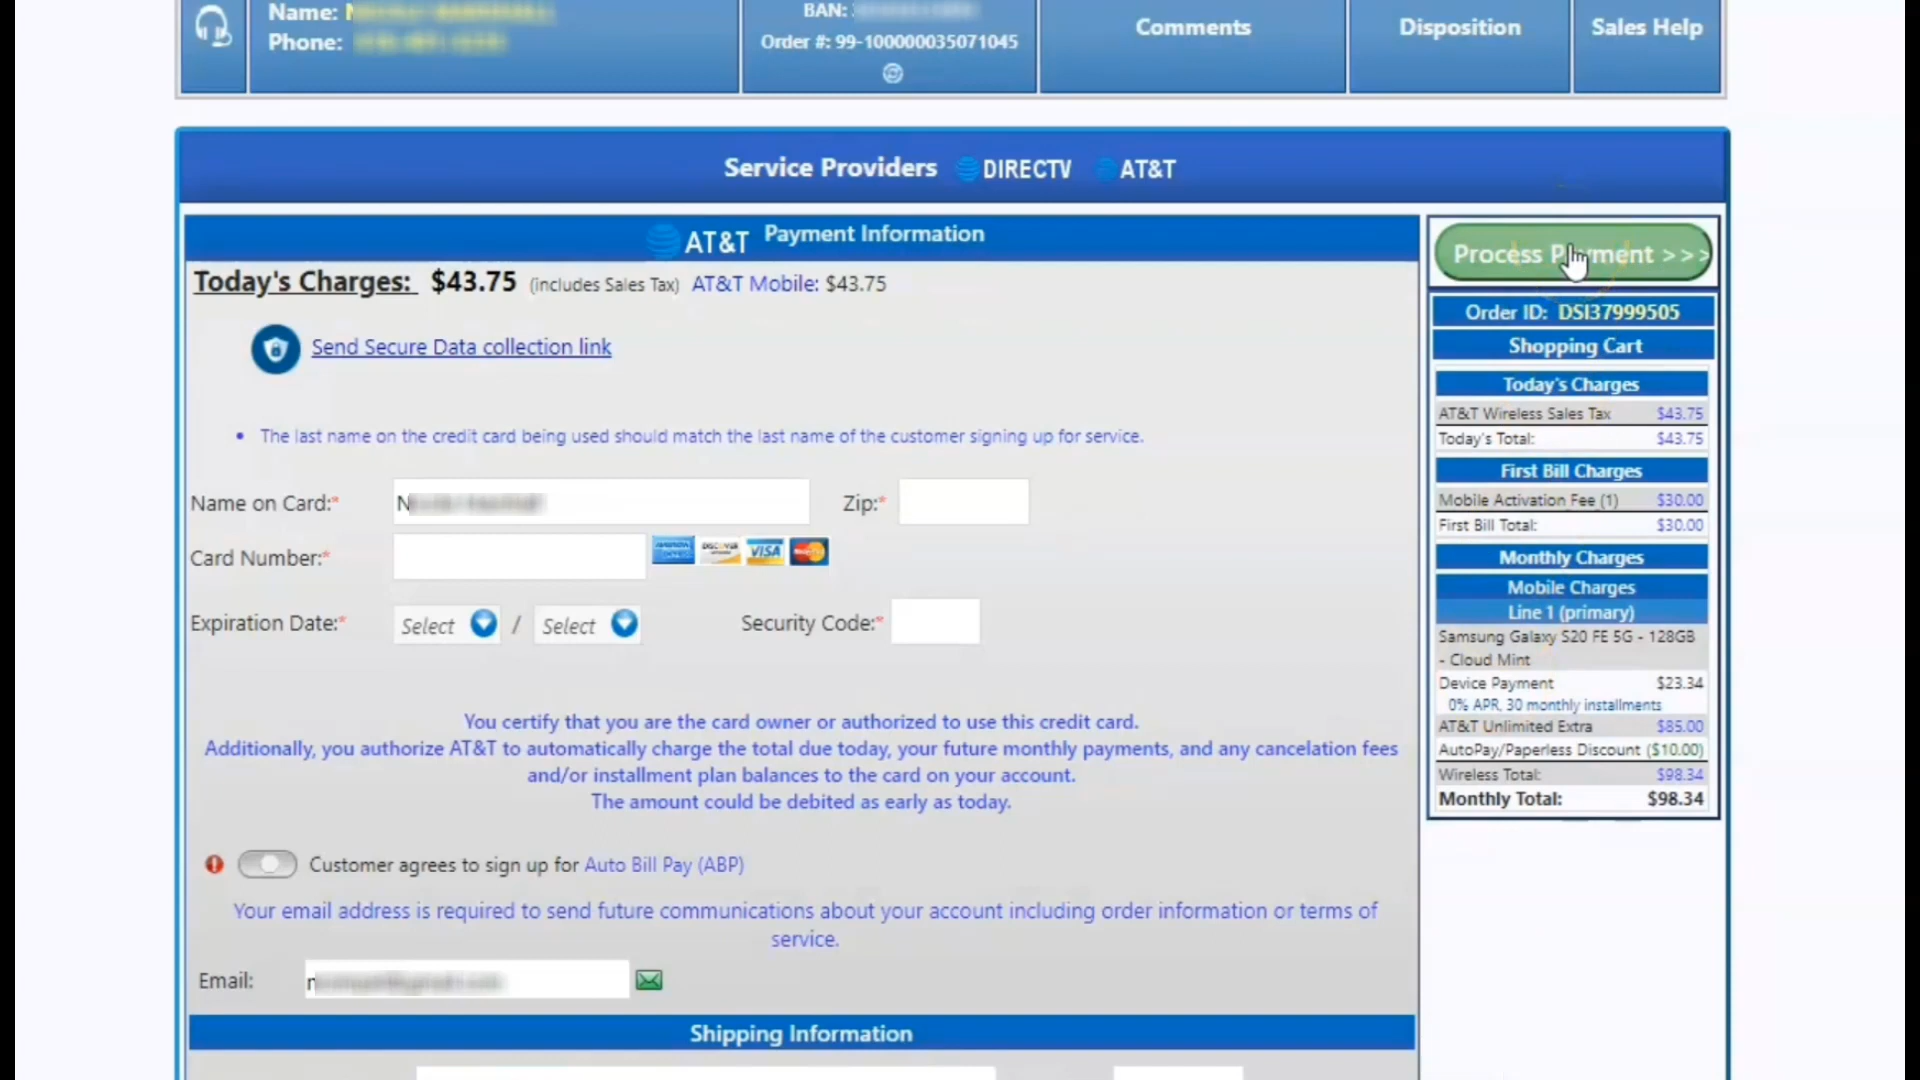 Name: N
Phone:
BAN:
Order #: 99-100000035071045
Comments
Disposition
Sales Help
Service Providers DIRECTV AT&T
AT&T Payment Information
Today's Charges: $43.75 (includes Sales Tax) AT&T Mobile: $43.75
Send Secure Data collection link
• The last name on the credit card being used should match the last name of the customer signing up for service.
Name on Card:* N
Zip:*
Card Number:* DISCOVER VISA
Expiration Date:* Select / Select
Security Code:*
You certify that you are the card owner or authorized to use this credit card.
Additionally, you authorize AT&T to automatically charge the total due today, your future monthly payments, and any cancelation fees
and/or installment plan balances to the card on your account.
The amount could be debited as early as today.
Customer agrees to sign up for Auto Bill Pay (ABP)
Your email address is required to send future communications about your account including order information or terms of
service.
Email:
Shipping Information
Process Payment >>>
Order ID: DSI37999505
Shopping Cart
Today's Charges
AT&T Wireless Sales Tax $43.75
Today's Total: $43.75
First Bill Charges
Mobile Activation Fee (1) $30.00
First Bill Total: $30.00
Monthly Charges
Mobile Charges
Line 1 (primary)
Samsung Galaxy S20 FE 5G - 128GB
- Cloud Mint
Device Payment $23.34
0% APR, 30 monthly installments
AT&T Unlimited Extra $85.00
AutoPay/Paperless Discount ($10.00)
Wireless Total: $98.34
Monthly Total: $98.34